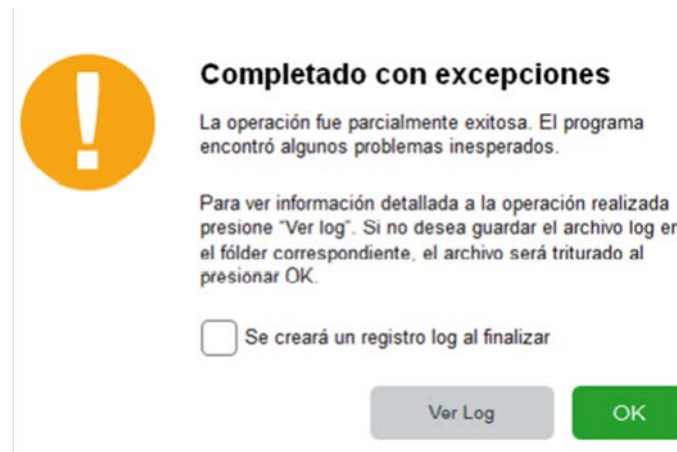 Completado con excepciones
La operación fue parcialmente exitosa. El programa
encontró algunos problemas inesperados.
Para ver información detallada a la operación realizada
presione "Ver log". Si no desea guardar el archivo log en
el fólder correspondiente, el archivo será triturado al
presionar OK.
Se creará un registro log al finalizar
Ver Log
OK